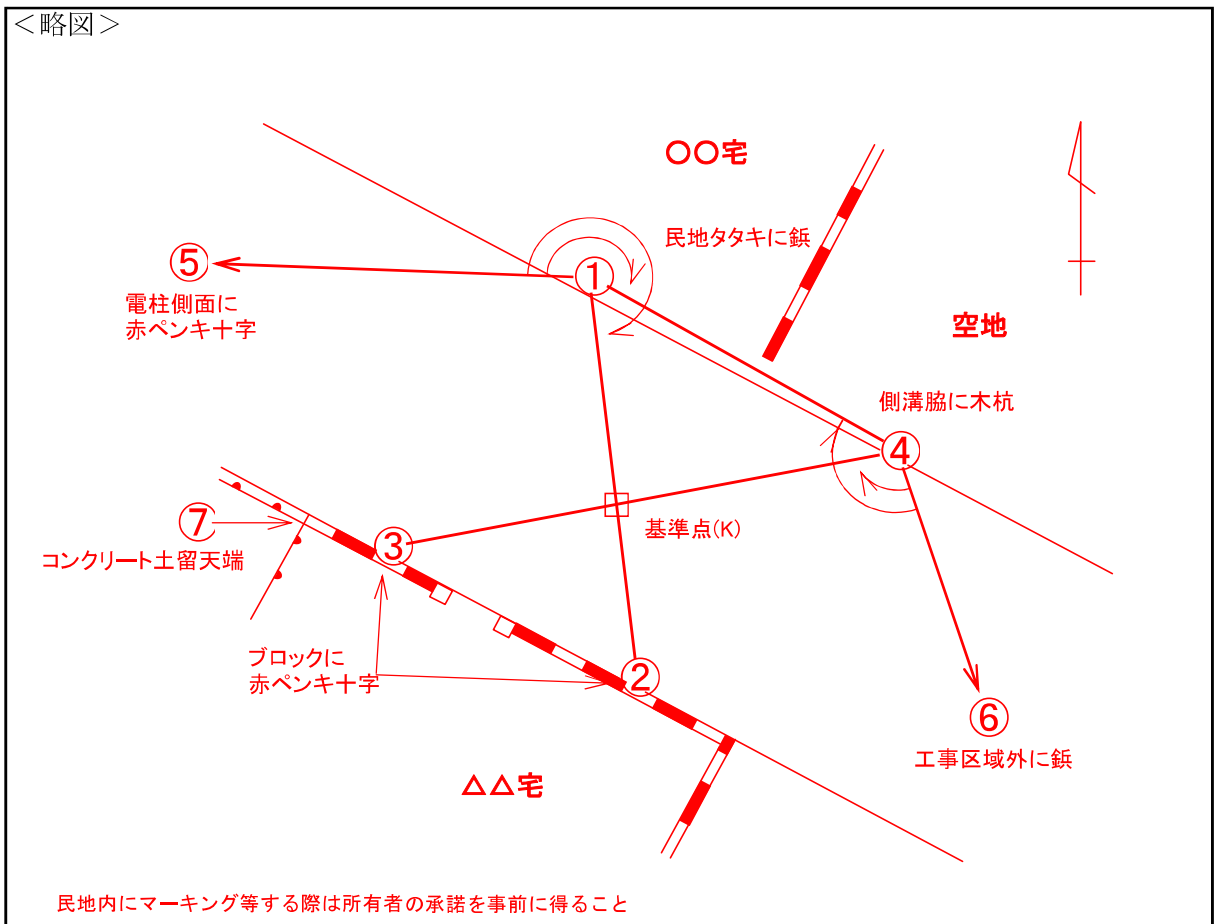 ＜略図＞
〇〇宅
民地タタキに鋲
①
⑤
電柱側面に
赤ペンキ十字
空地
側溝脇に木杭
④
基準点(K)
⑦
コンクリート土留天端
③
ブロックに
赤ペンキ十字
②
⑥
工事区域外に鋲
△△宅
民地内にマーキング等する際は所有者の承諾を事前に得ること